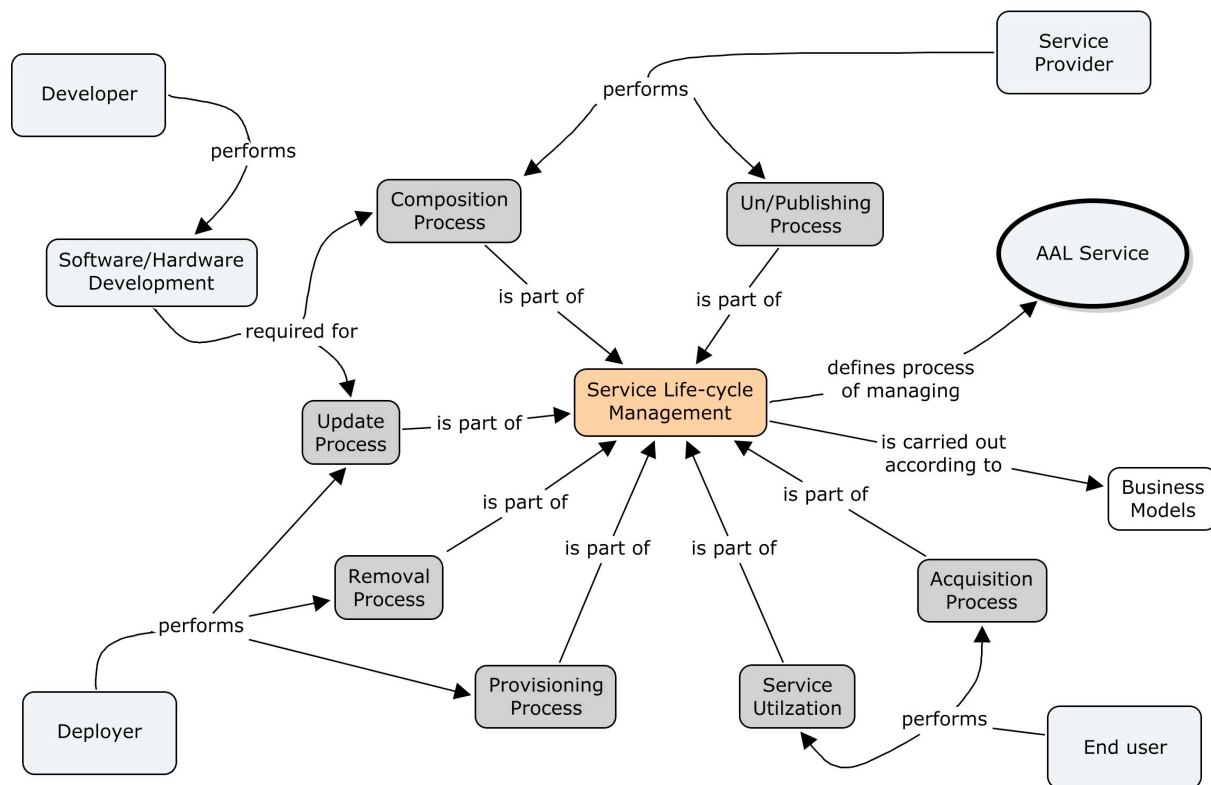 Service
Provider
Developer
performs
performs
Composition
Process
Un/Publishing
Process
Software/Hardware
Development
AAL Service
is part of
is part of
required for
defines process
of managing
Service Life-cycle
Management
Update
Process
is part of
is carried out
according to
Business
Models
is part of
is part of
is part of
is part of
Removal
Process
Acquisition
Process
performs
Provisioning
Process
Service
Utilzation
performs
Deployer
End user